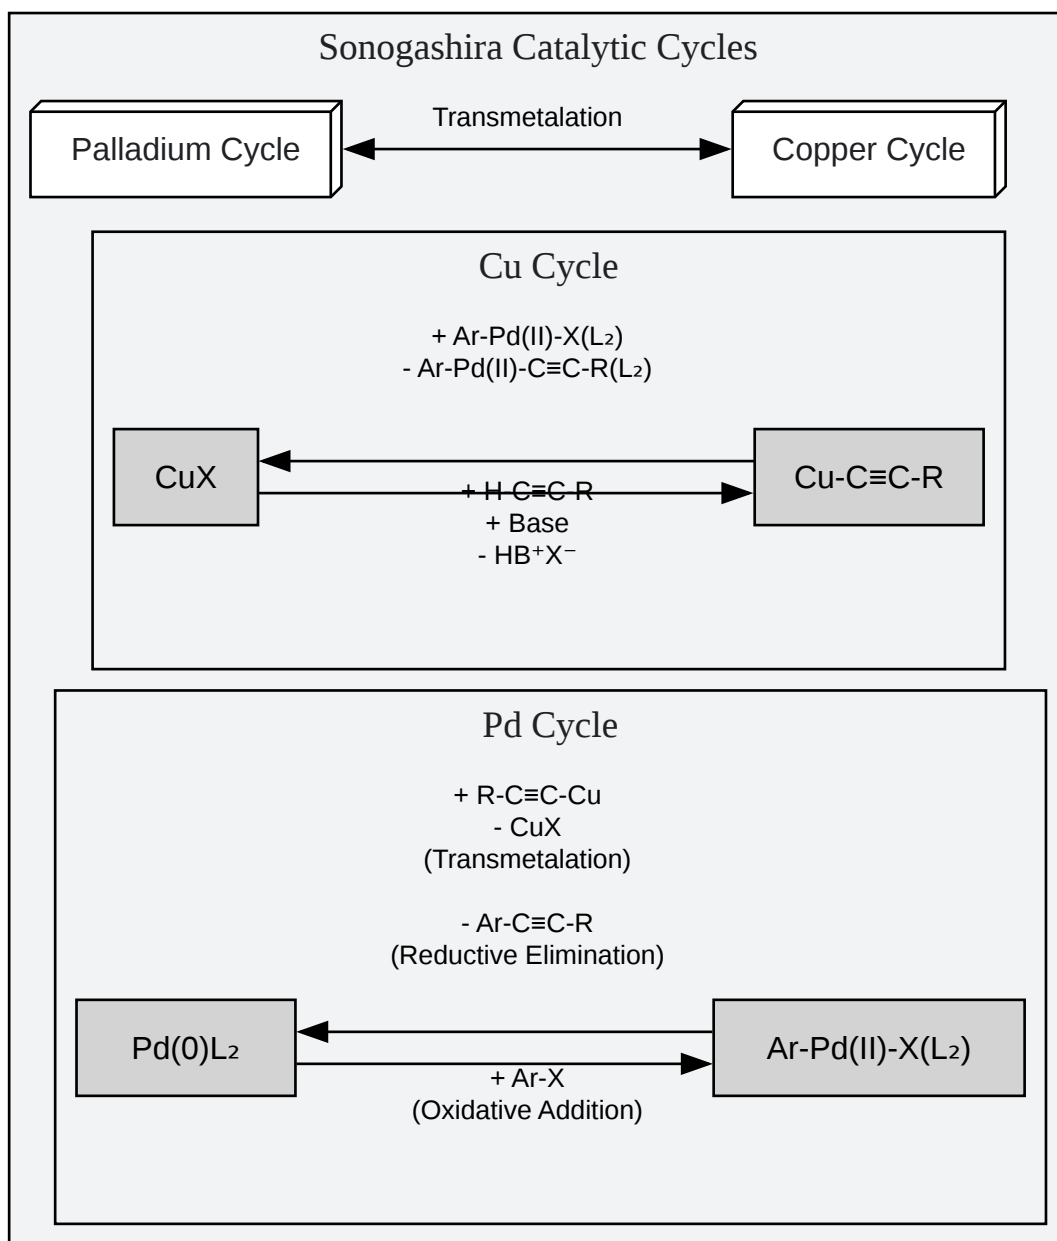 Sonogashira Catalytic Cycles
Palladium Cycle
Transmetalation
Copper Cycle
Cu Cycle
+ Ar-Pd(II)-X(L₂)
- Ar-Pd(II)-C≡C-R(L₂)
CuX
Cu-C≡C-R
+ H-C≡C-R
+ Base
- HB⁺X⁻
Pd Cycle
+ R-C≡C-Cu
- CuX
(Transmetalation)
- Ar-C≡C-R
(Reductive Elimination)
Pd(0)L₂
Ar-Pd(II)-X(L₂)
+ Ar-X
(Oxidative Addition)